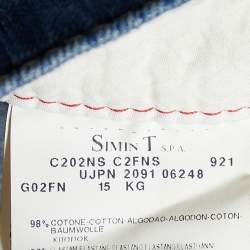 SIMINT S.P.A.
C202NS C2FNS 921
UJPN 2091 06248
G02FN 15 KG
98% COTONE-COTTON-ALGODAO-ALGODON-COTON-
BAUMWOLLE